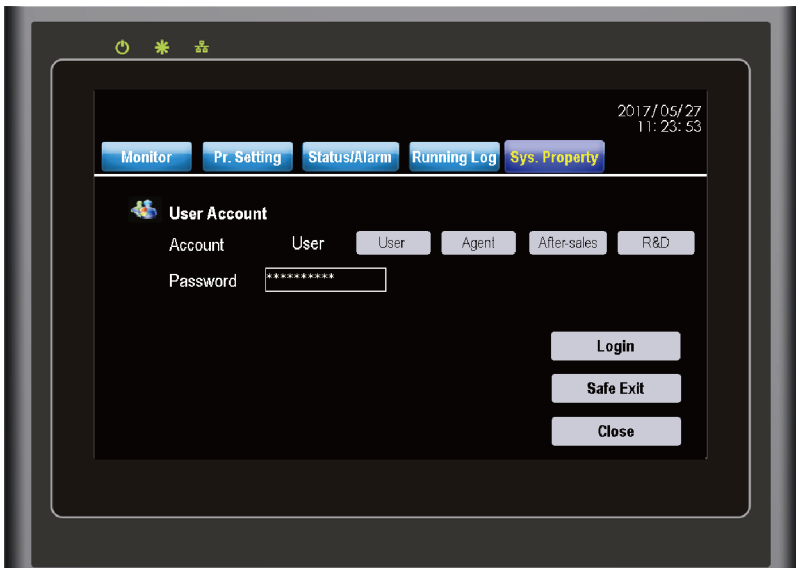 2017/05/27
11:23:53
Monitor Pr. Setting Status/Alarm Running Log Sys. Property
User Account
Account User User Agent After-sales R&D
Password **********
Login
Safe Exit
Close